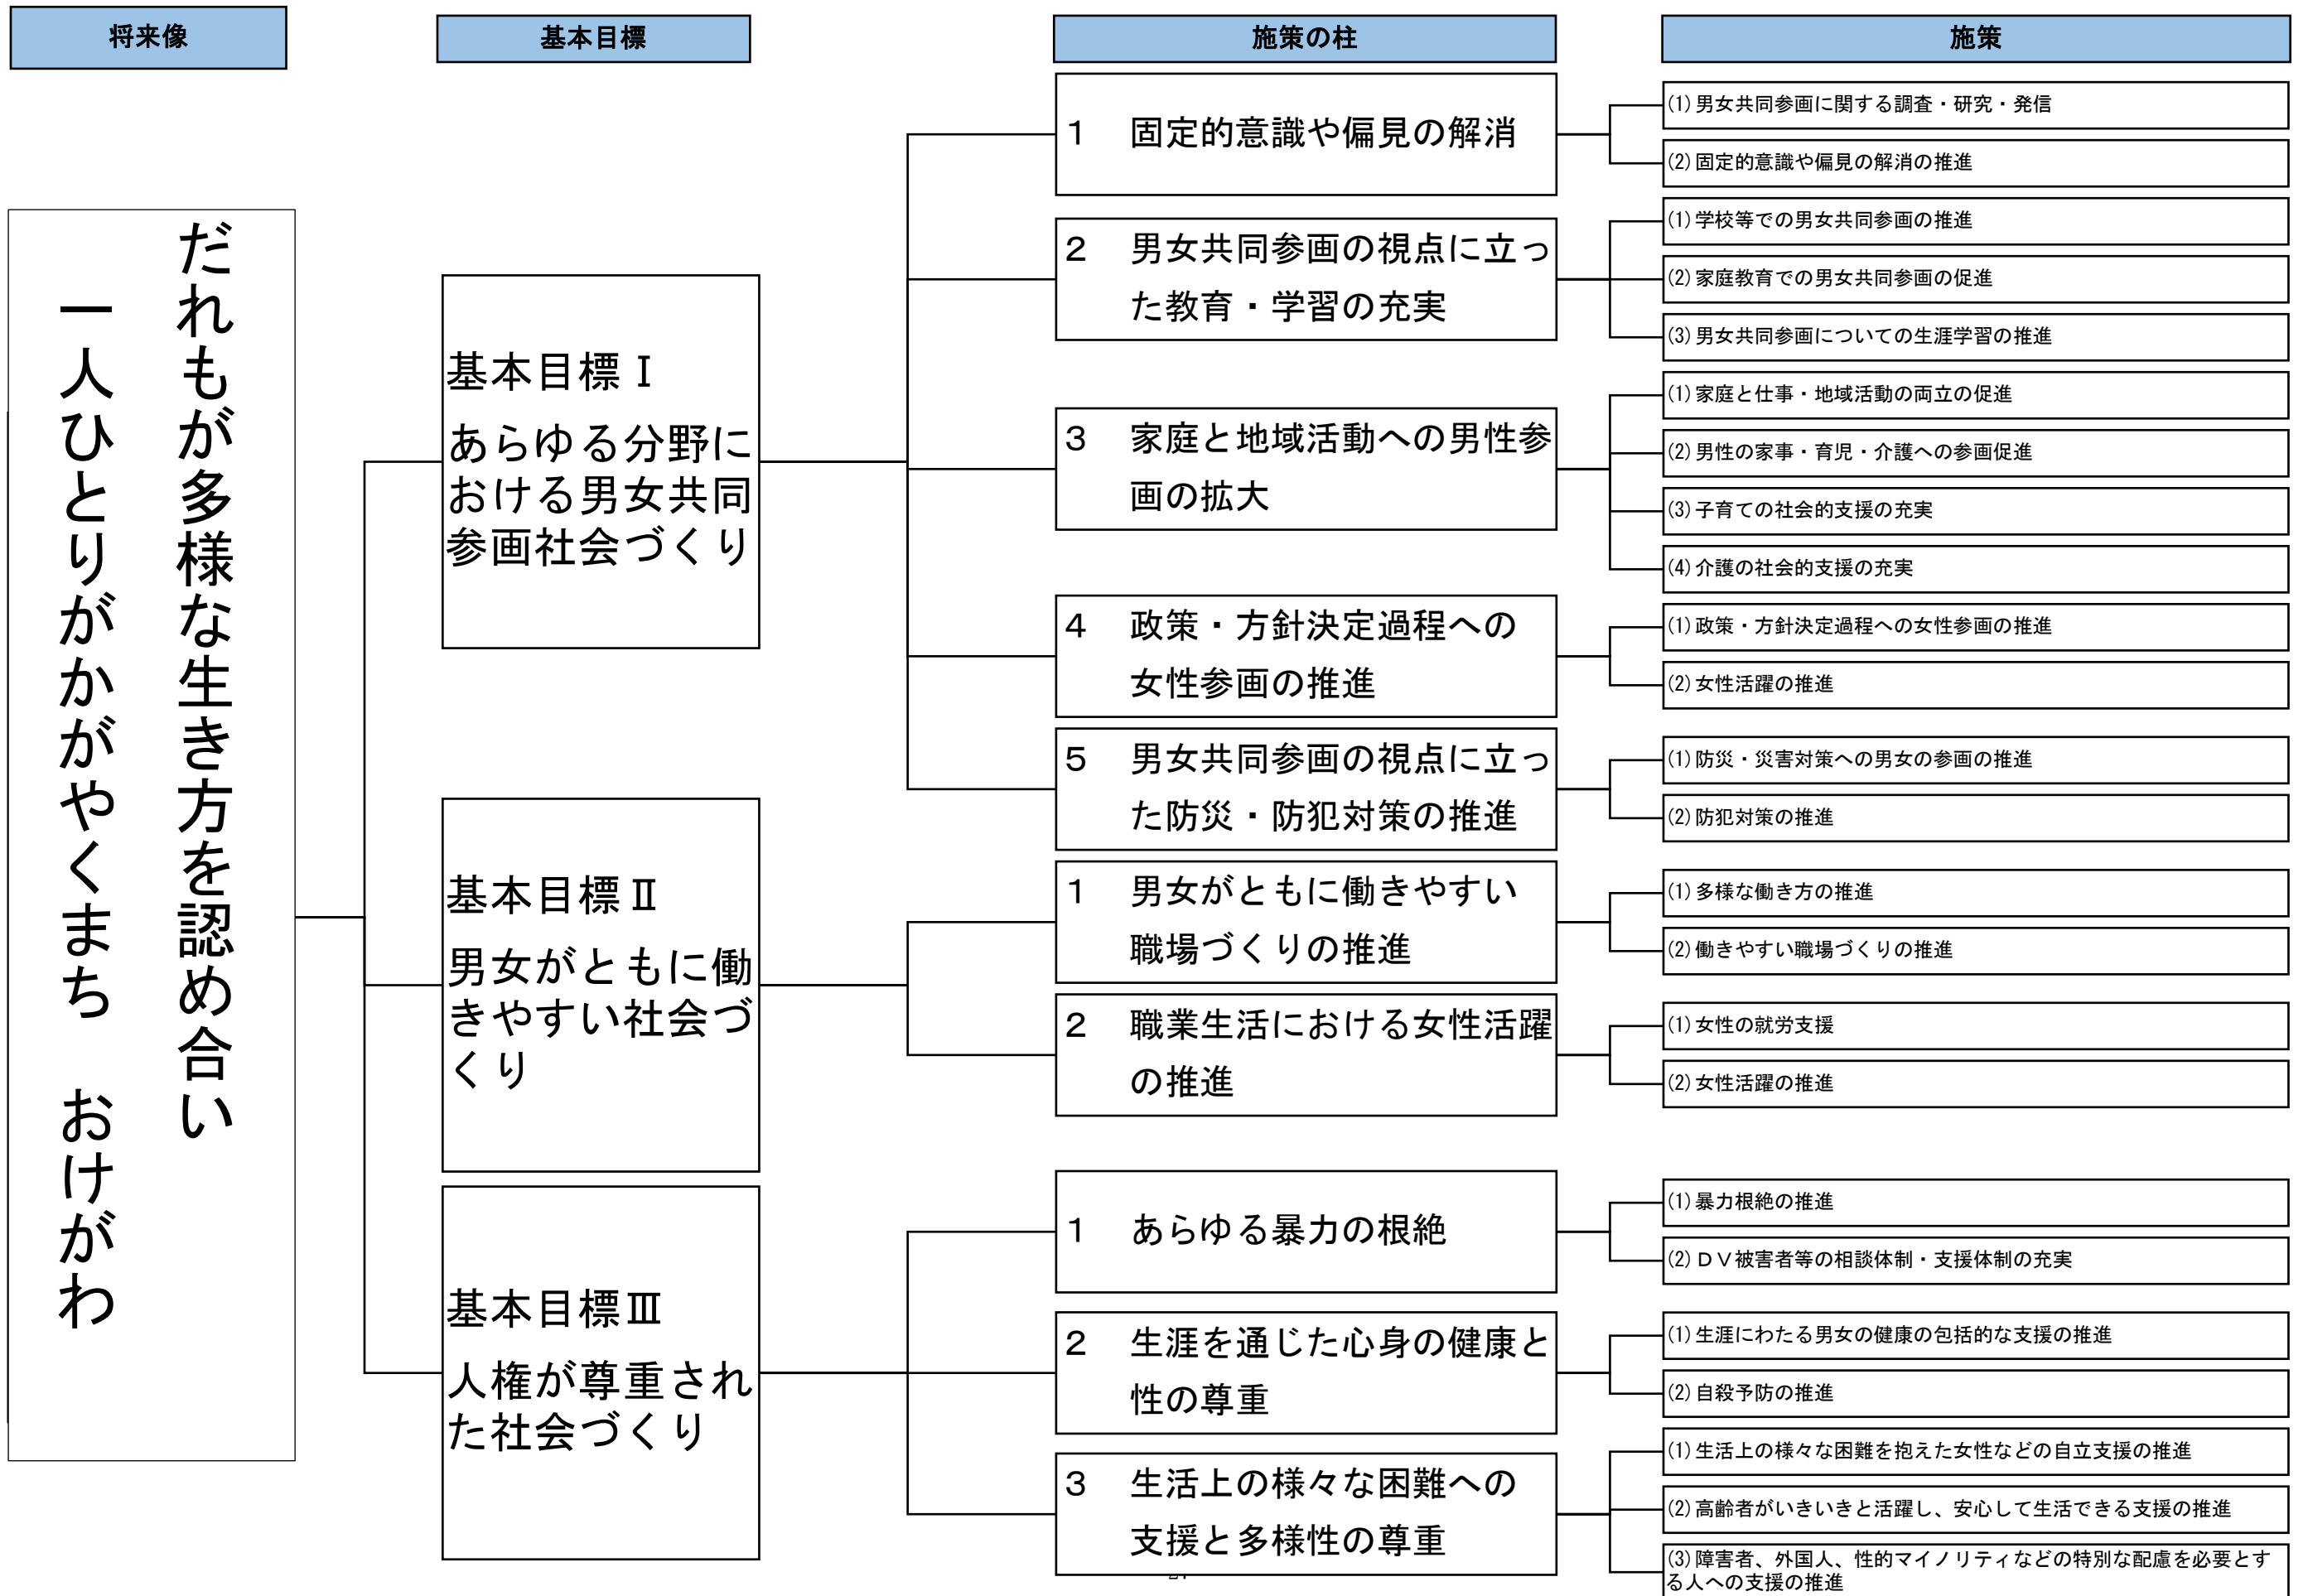 将来像
基本目標
施策の柱
施策
だれもが多様な生き方を認め合い
一人ひとりがかがやくまち　おけがわ
基本目標Ⅰ
あらゆる分野に
おける男女共同
参画社会づくり
1　固定的意識や偏見の解消
(1)男女共同参画に関する調査・研究・発信
(2)固定的意識や偏見の解消の推進
2　男女共同参画の視点に立っ
た教育・学習の充実
(1)学校等での男女共同参画の推進
(2)家庭教育での男女共同参画の促進
(3)男女共同参画についての生涯学習の推進
3　家庭と地域活動への男性参
画の拡大
(1)家庭と仕事・地域活動の両立の促進
(2)男性の家事・育児・介護への参画促進
(3)子育ての社会的支援の充実
(4)介護の社会的支援の充実
4　政策・方針決定過程への
女性参画の推進
(1)政策・方針決定過程への女性参画の推進
(2)女性活躍の推進
5　男女共同参画の視点に立っ
た防災・防犯対策の推進
(1)防災・災害対策への男女の参画の推進
(2)防犯対策の推進
基本目標Ⅱ
男女がともに働
きやすい社会づ
くり
1　男女がともに働きやすい
職場づくりの推進
(1)多様な働き方の推進
(2)働きやすい職場づくりの推進
2　職業生活における女性活躍
の推進
(1)女性の就労支援
(2)女性活躍の推進
基本目標Ⅲ
人権が尊重され
た社会づくり
1　あらゆる暴力の根絶
(1)暴力根絶の推進
(2)ＤＶ被害者等の相談体制・支援体制の充実
2　生涯を通じた心身の健康と
性の尊重
(1)生涯にわたる男女の健康の包括的な支援の推進
(2)自殺予防の推進
3　生活上の様々な困難への
支援と多様性の尊重
(1)生活上の様々な困難を抱えた女性などの自立支援の推進
(2)高齢者がいきいきと活躍し、安心して生活できる支援の推進
(3)障害者、外国人、性的マイノリティなどの特別な配慮を必要とす
る人への支援の推進